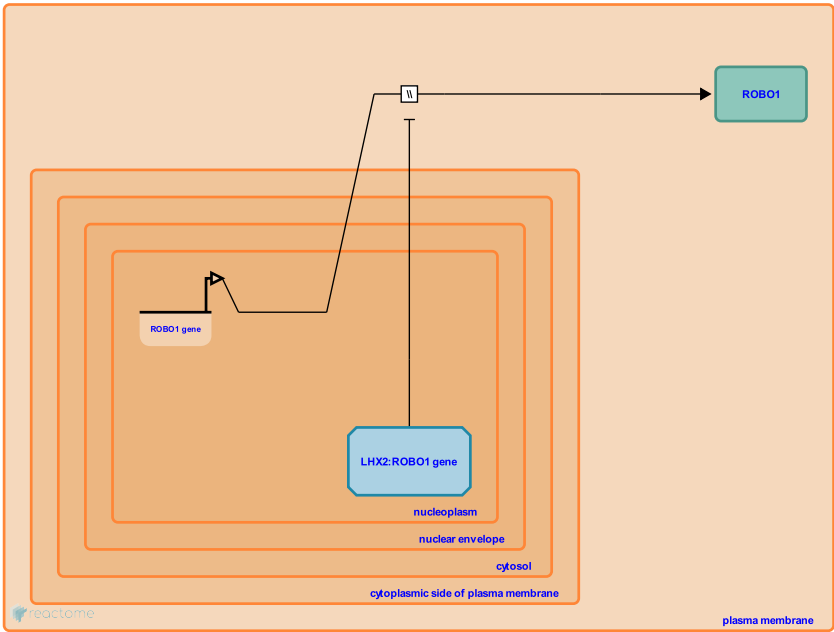 \\
ROBO1
ROBO1 gene
LHX2:ROBO1 gene
nucleoplasm
nuclear envelope
cytosol
cytoplasmic side of plasma membrane
reactome
plasma membrane